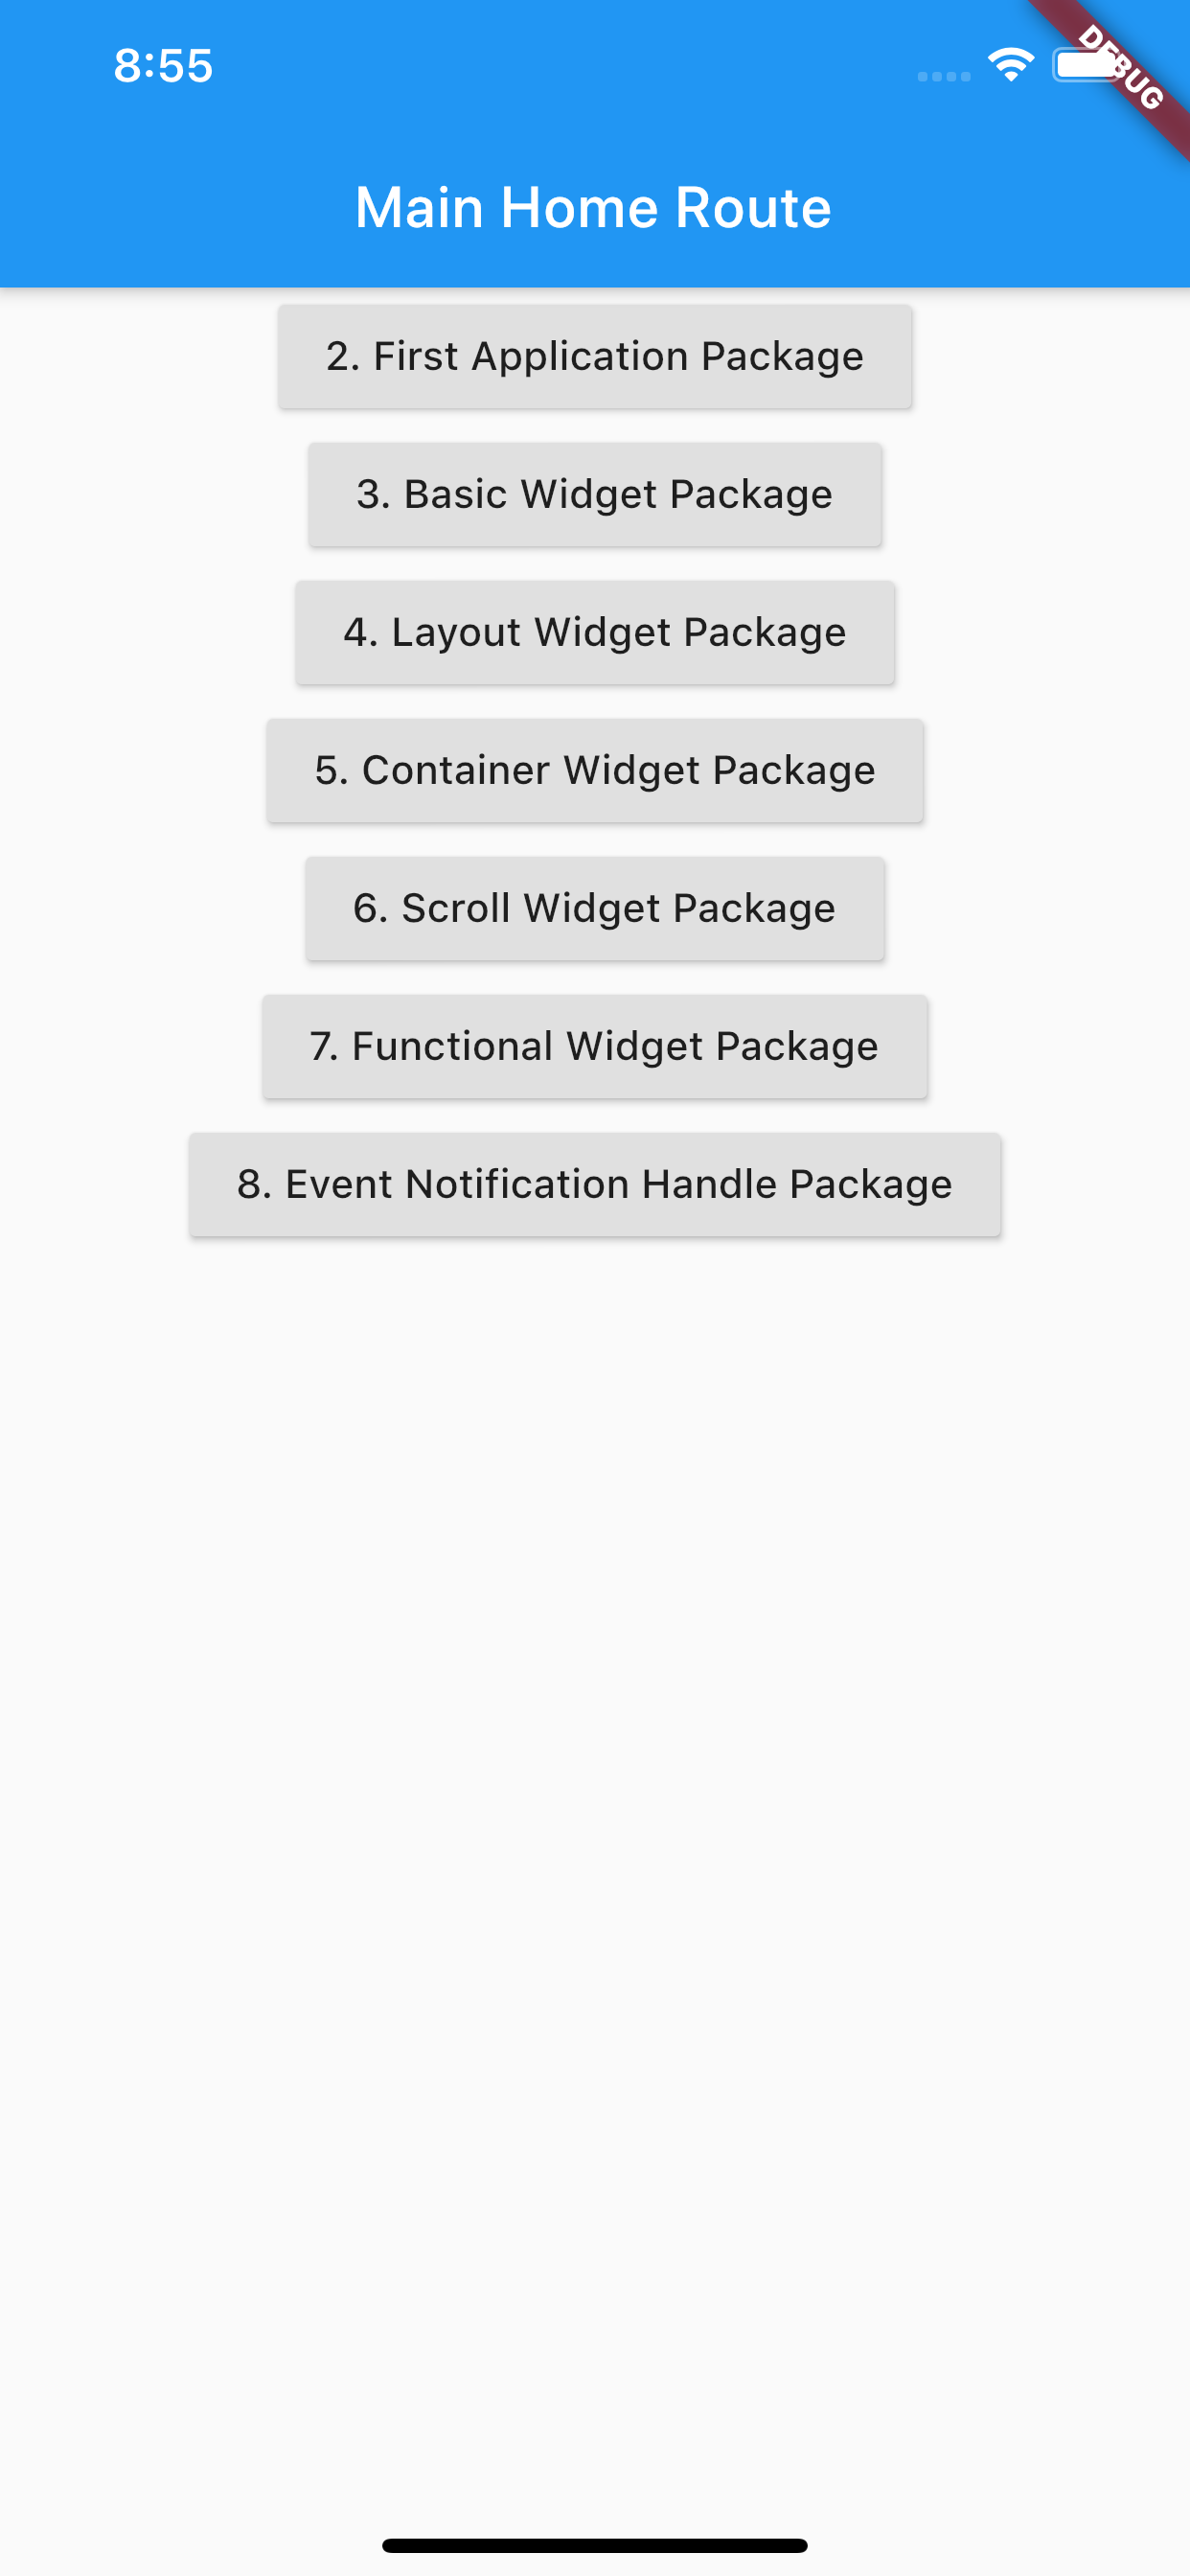 8:55
DEBUG
Main Home Route
2. First Application Package
3. Basic Widget Package
4. Layout Widget Package
5. Container Widget Package
6. Scroll Widget Package
7. Functional Widget Package
8. Event Notification Handle Package